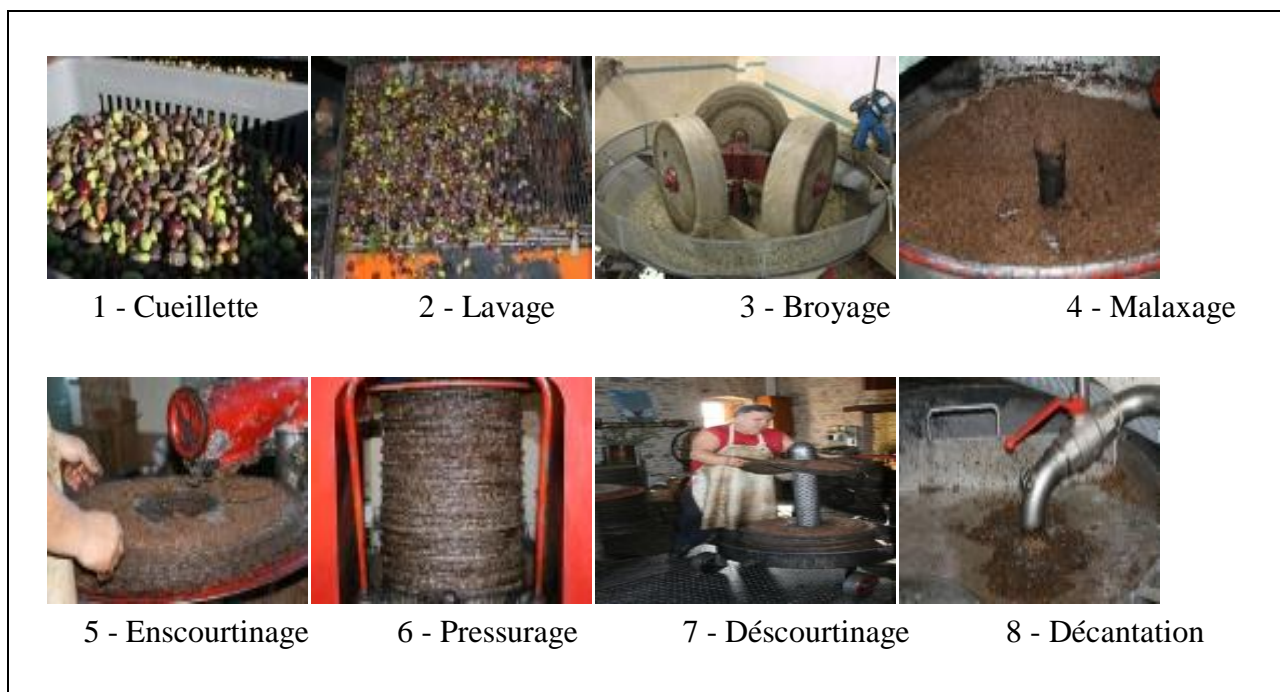 1 - Cueillette 2 - Lavage 3 - Broyage 4 - Malaxage
5 - Enscourtinage 6 - Pressurage 7 - Déscourtinage 8 - Décantation